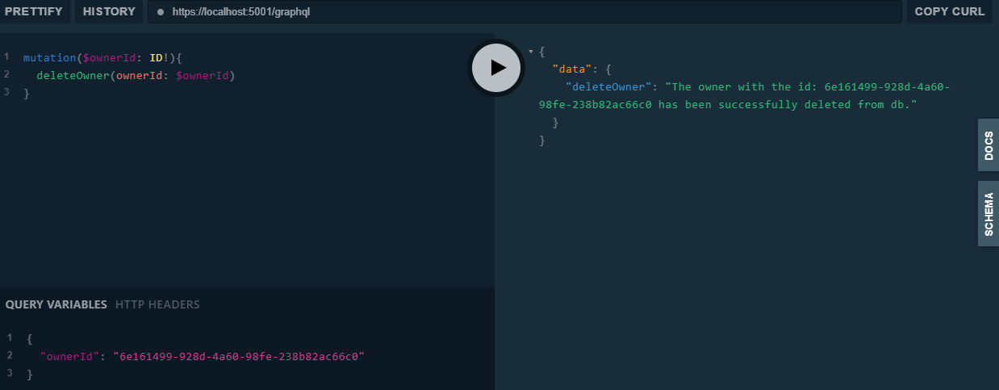 PRETTIFY HISTORY https://localhost:5001/graphql COPY CURL
1 mutation($ownerId: ID!){
2 deleteOwner(ownerId: $ownerId)
3 }
{
"data": {
"deleteOwner": "The owner with the id: 6e161499-928d-4a60-
98fe-238b82ac66c0 has been successfully deleted from db."
}
}
DOCS
SCHEMA
QUERY VARIABLES HTTP HEADERS
1 {
2 "ownerId": "6e161499-928d-4a60-98fe-238b82ac66c0"
3 }